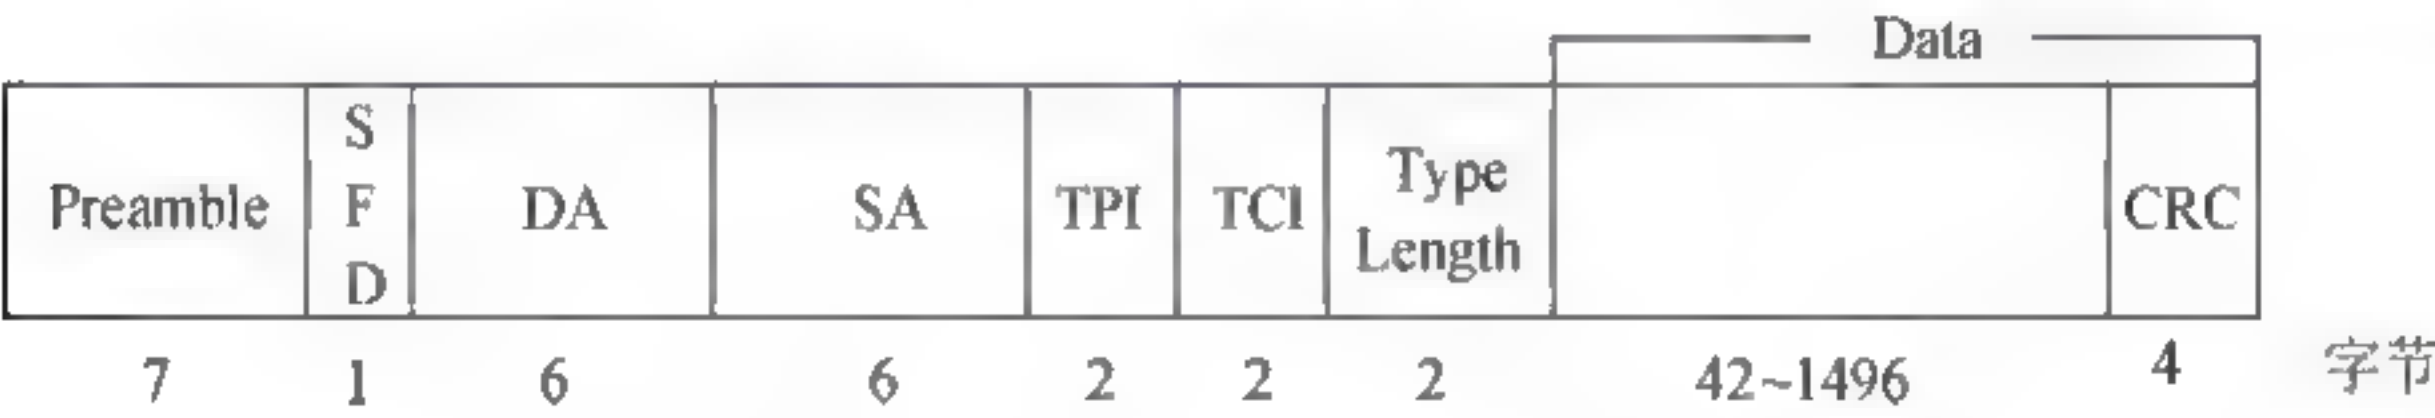 Data
Preamble
S
F
D
DA
SA
TPI
TCI
Type
Length
CRC
7 1 6 6 2 2 2 42~1496 4 字节